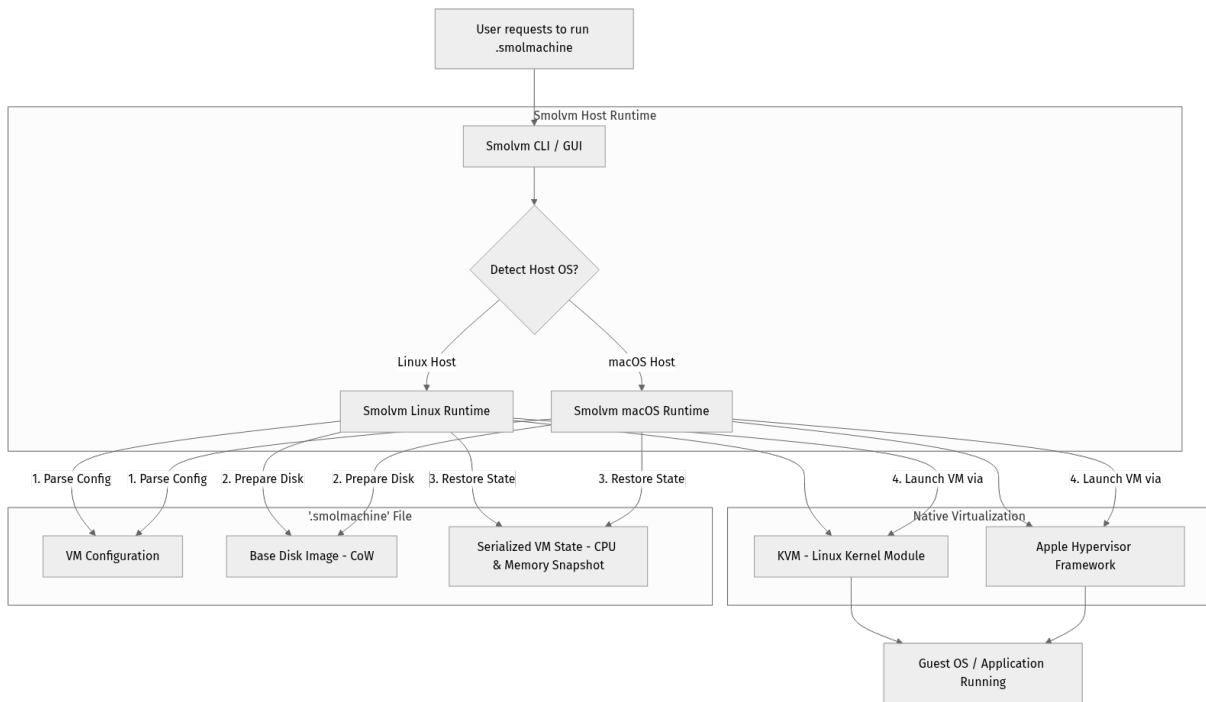 User requests to run
.smolmachine
Smolvm Host Runtime
Smolvm CLI / GUI
Detect Host OS?
Linux Host
macOS Host
Smolvm Linux Runtime
Smolvm macOS Runtime
1. Parse Config
1. Parse Config
2. Prepare Disk
2. Prepare Disk
3. Restore State
3. Restore State
4. Launch VM via
4. Launch VM via
'.smolmachine' File
Native Virtualization
VM Configuration
Base Disk Image - CoW
Serialized VM State - CPU
& Memory Snapshot
KVM - Linux Kernel Module
Apple Hypervisor
Framework
Guest OS / Application
Running